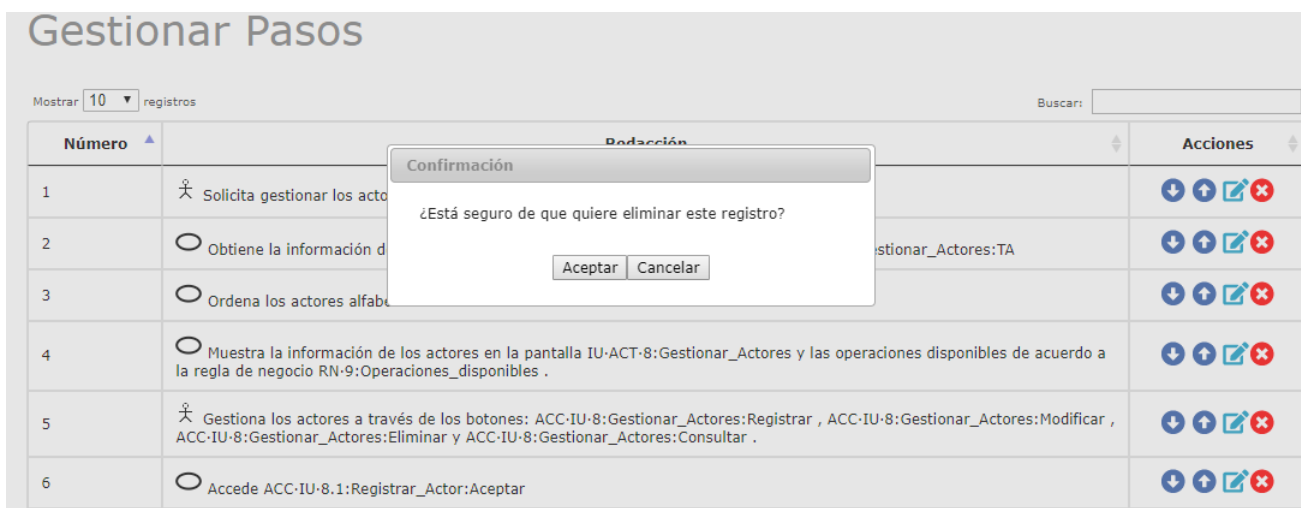 Gestionar Pasos
Mostrar 10 registros
Buscar:
Número Redacción Acciones
Confirmación
¿Está seguro de que quiere eliminar este registro?
Aceptar Cancelar
1 Solicita gestionar los acto
2 Obtiene la información d estionar_Actores:TA
3 Ordena los actores alfabe
4 Muestra la información de los actores en la pantalla IU·ACT·8:Gestionar_Actores y las operaciones disponibles de acuerdo a
la regla de negocio RN·9:Operaciones_disponibles .
5 Gestiona los actores a través de los botones: ACC·IU·8:Gestionar_Actores:Registrar , ACC·IU·8:Gestionar_Actores:Modificar ,
ACC·IU·8:Gestionar_Actores:Eliminar y ACC·IU·8:Gestionar_Actores:Consultar .
6 Accede ACC·IU·8.1:Registrar_Actor:Aceptar